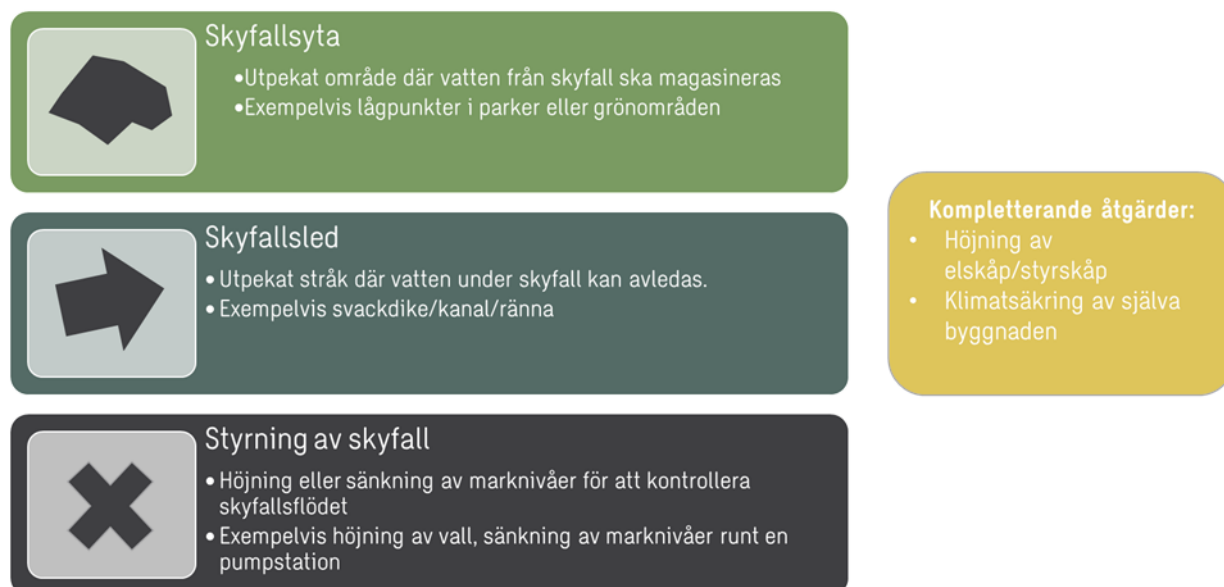 Skyfallsyta
•Utpekat område där vatten från skyfall ska magasineras
•Exempelvis lågpunkter i parker eller grönområden
Skyfallsled
• Utpekat stråk där vatten under skyfall kan avledas.
• Exempelvis svackdike/kanal/ränna
Styrning av skyfall
• Höjning eller sänkning av marknivåer för att kontrollera
skyfallsflödet
• Exempelvis höjning av vall, sänkning av marknivåer runt en
pumpstation
Kompletterande åtgärder:
• Höjning av
elskåp/styrskåp
• Klimatsäkring av själva
byggnaden